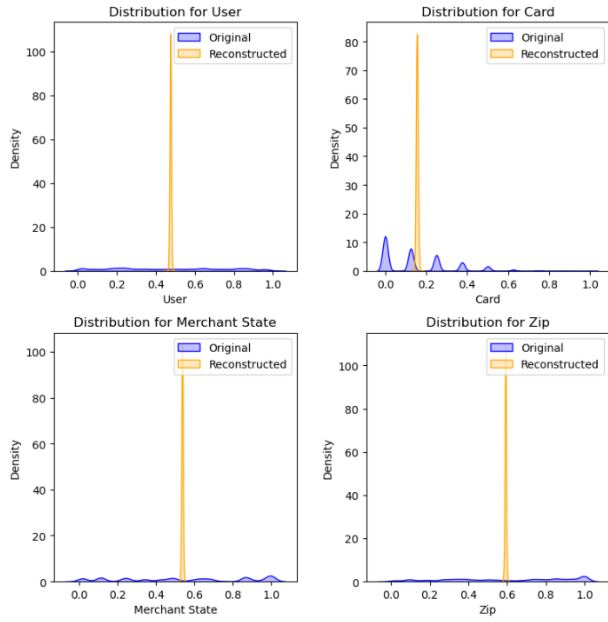 Distribution for User
Density
100
80
60
40
20
0
Original
Reconstructed
0.0 0.2 0.4 0.6 0.8 1.0
User
Distribution for Card
Density
80
70
60
50
40
30
20
10
0
Original
Reconstructed
0.0 0.2 0.4 0.6 0.8 1.0
Card
Distribution for Merchant State
Density
100
80
60
40
20
0
Original
Reconstructed
0.0 0.2 0.4 0.6 0.8 1.0
Merchant State
Distribution for Zip
Density
100
80
60
40
20
0
Original
Reconstructed
0.0 0.2 0.4 0.6 0.8 1.0
Zip